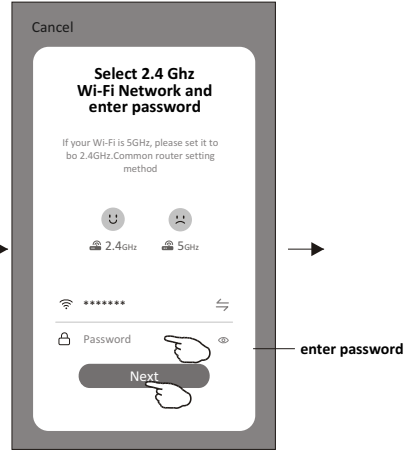 Cancel
Select 2.4 Ghz
Wi-Fi Network and
enter password
If your Wi-Fi is 5GHz, please set it to
bo 2.4GHz.Common router setting
method
2.4GHz 5GHz
*******
Password
enter password
Next